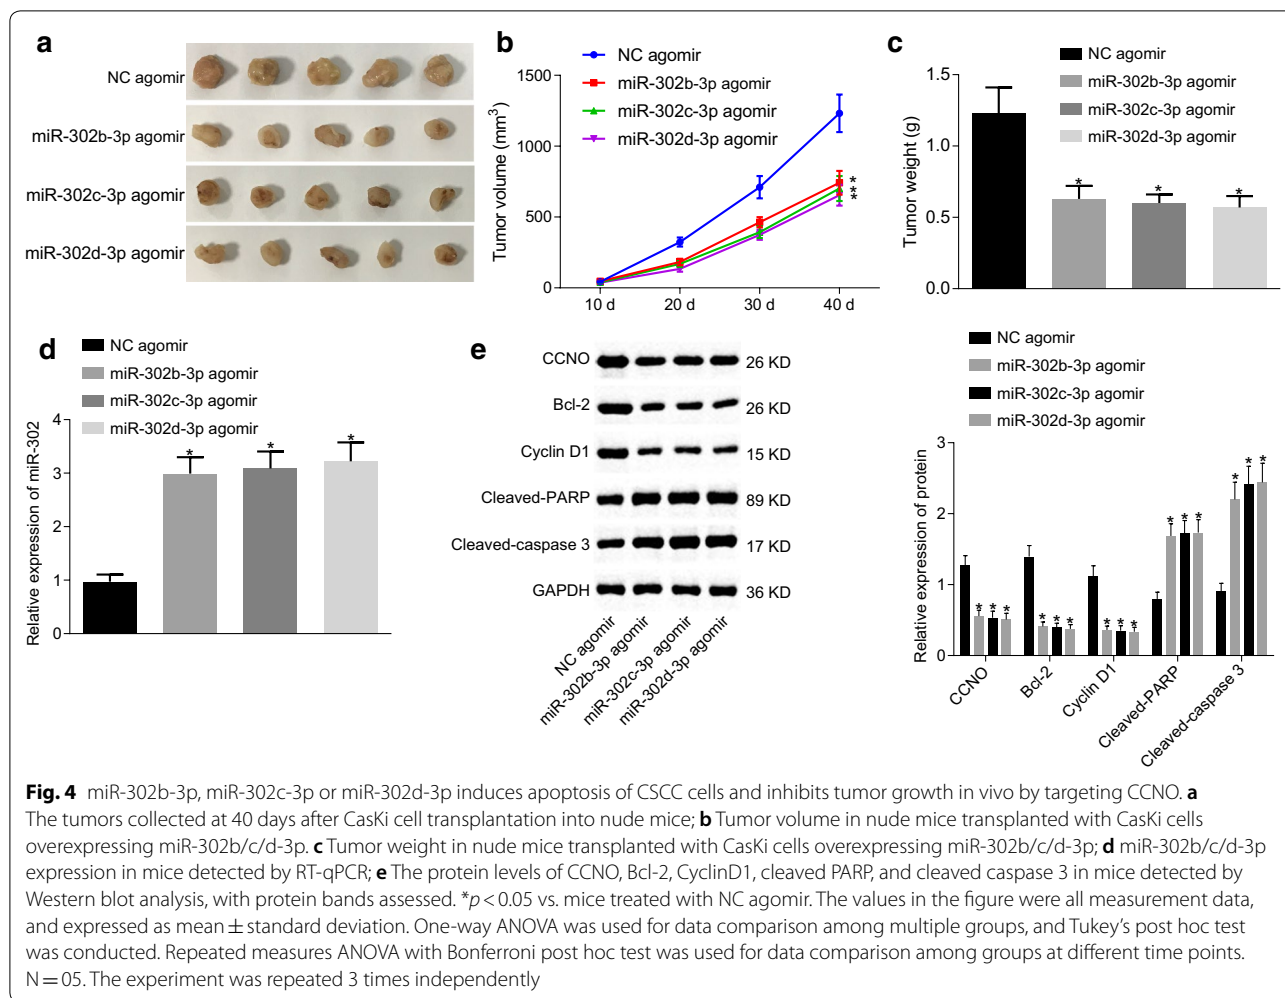 a
NC agomir
miR-302b-3p agomir
miR-302c-3p agomir
miR-302d-3p agomir
b
NC agomir
miR-302b-3p agomir
miR-302c-3p agomir
miR-302d-3p agomir
Tumor volume (mm³)
1500
1000
500
0
10 d 20 d 30 d 40 d
***
c
NC agomir
miR-302b-3p agomir
miR-302c-3p agomir
miR-302d-3p agomir
Tumor weight (g)
1.5
1.0
0.5
0.0
* * *
d
NC agomir
miR-302b-3p agomir
miR-302c-3p agomir
miR-302d-3p agomir
Relative expression of miR-302
4
3
2
1
0
* * *
e
CCNO 26 KD
Bcl-2 26 KD
Cyclin D1 15 KD
Cleaved-PARP 89 KD
Cleaved-caspase 3 17 KD
GAPDH 36 KD
NC agomir
miR-302b-3p agomir
miR-302c-3p agomir
miR-302d-3p agomir
NC agomir
miR-302b-3p agomir
miR-302c-3p agomir
miR-302d-3p agomir
Relative expression of protein
3
2
1
0
* * * * * * * * * * * * * * *
CCNO
Bcl-2
Cyclin D1
Cleaved-PARP
Cleaved-caspase 3
Fig. 4 miR-302b-3p, miR-302c-3p or miR-302d-3p induces apoptosis of CSCC cells and inhibits tumor growth in vivo by targeting CCNO. a
The tumors collected at 40 days after CasKi cell transplantation into nude mice; b Tumor volume in nude mice transplanted with CasKi cells
overexpressing miR-302b/c/d-3p. c Tumor weight in nude mice transplanted with CasKi cells overexpressing miR-302b/c/d-3p; d miR-302b/c/d-3p
expression in mice detected by RT-qPCR; e The protein levels of CCNO, Bcl-2, CyclinD1, cleaved PARP, and cleaved caspase 3 in mice detected by
Western blot analysis, with protein bands assessed. *p < 0.05 vs. mice treated with NC agomir. The values in the figure were all measurement data,
and expressed as mean ± standard deviation. One-way ANOVA was used for data comparison among multiple groups, and Tukey's post hoc test
was conducted. Repeated measures ANOVA with Bonferroni post hoc test was used for data comparison among groups at different time points.
N = 05. The experiment was repeated 3 times independently